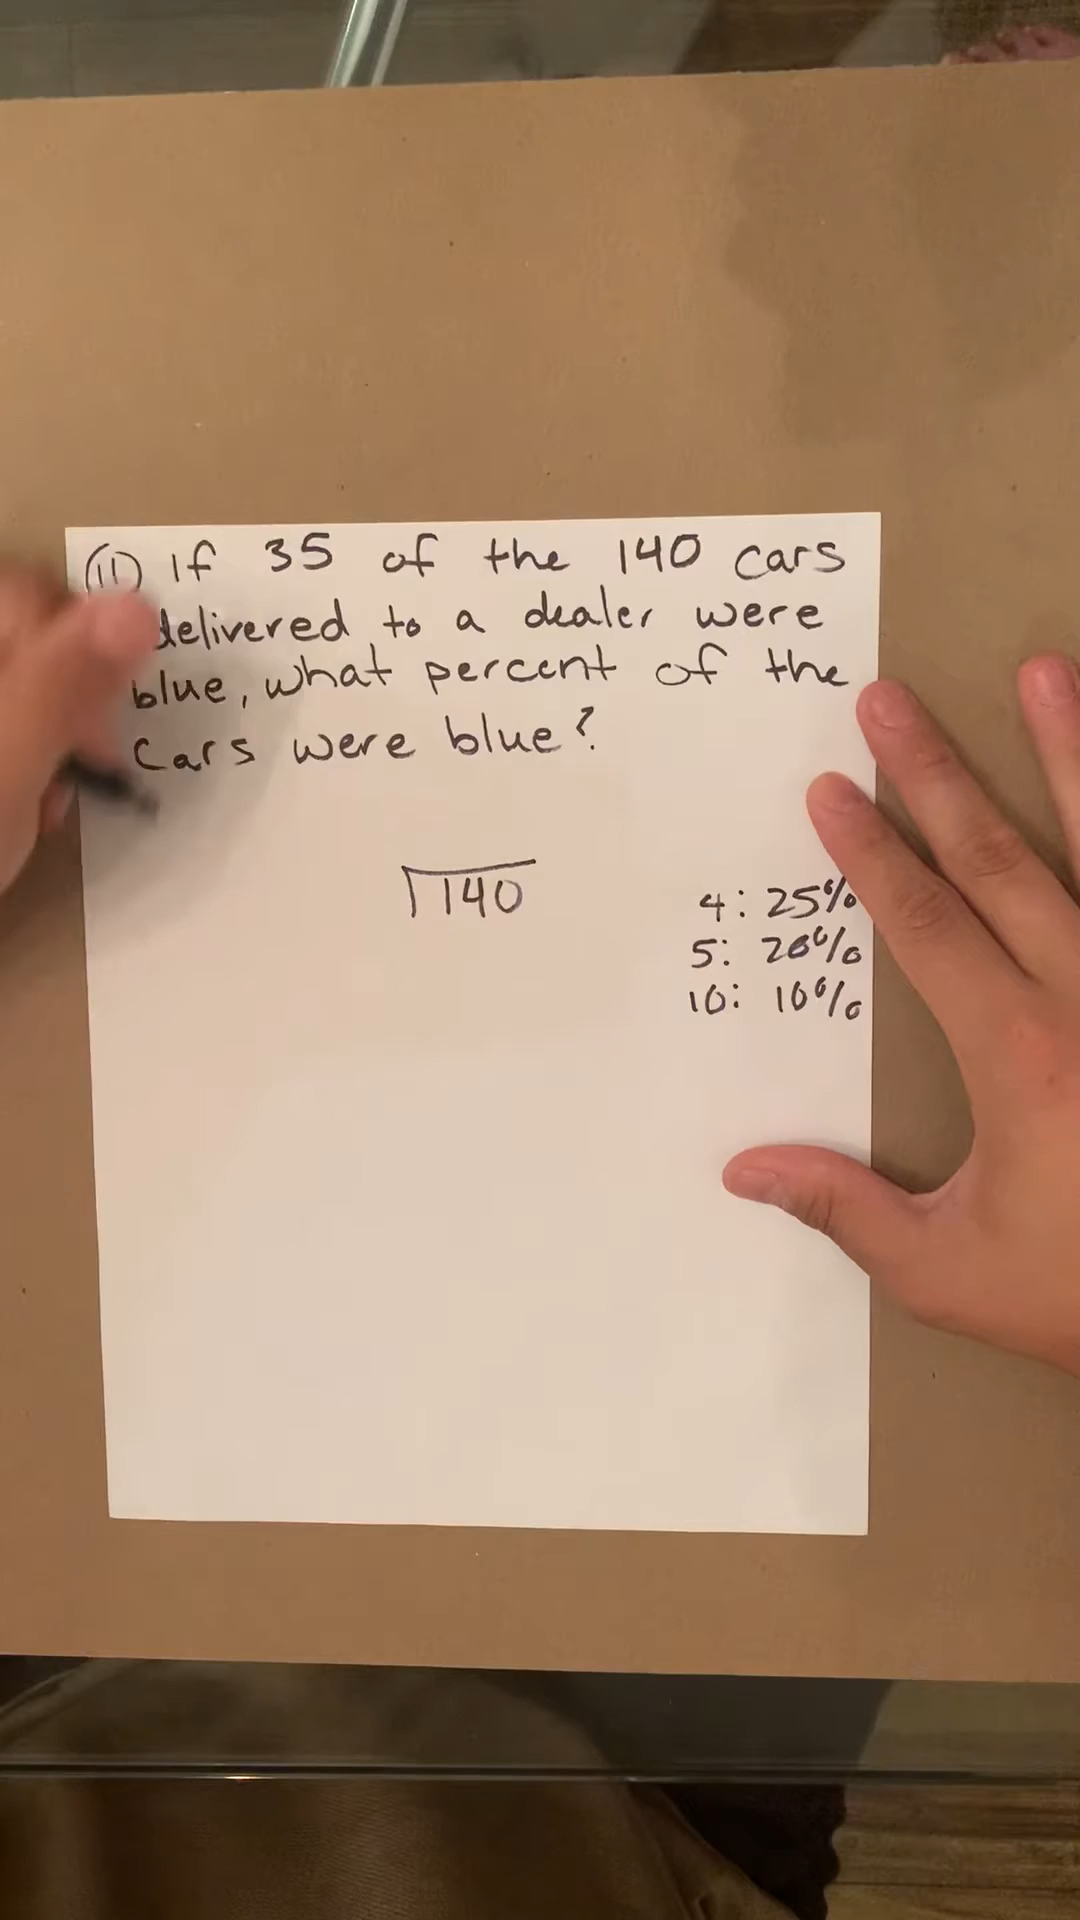 (11) If 35 of the 140 cars
delivered to a dealer were
blue, what percent of the
cars were blue?
140
4: 25%
5: 20%
10: 10%